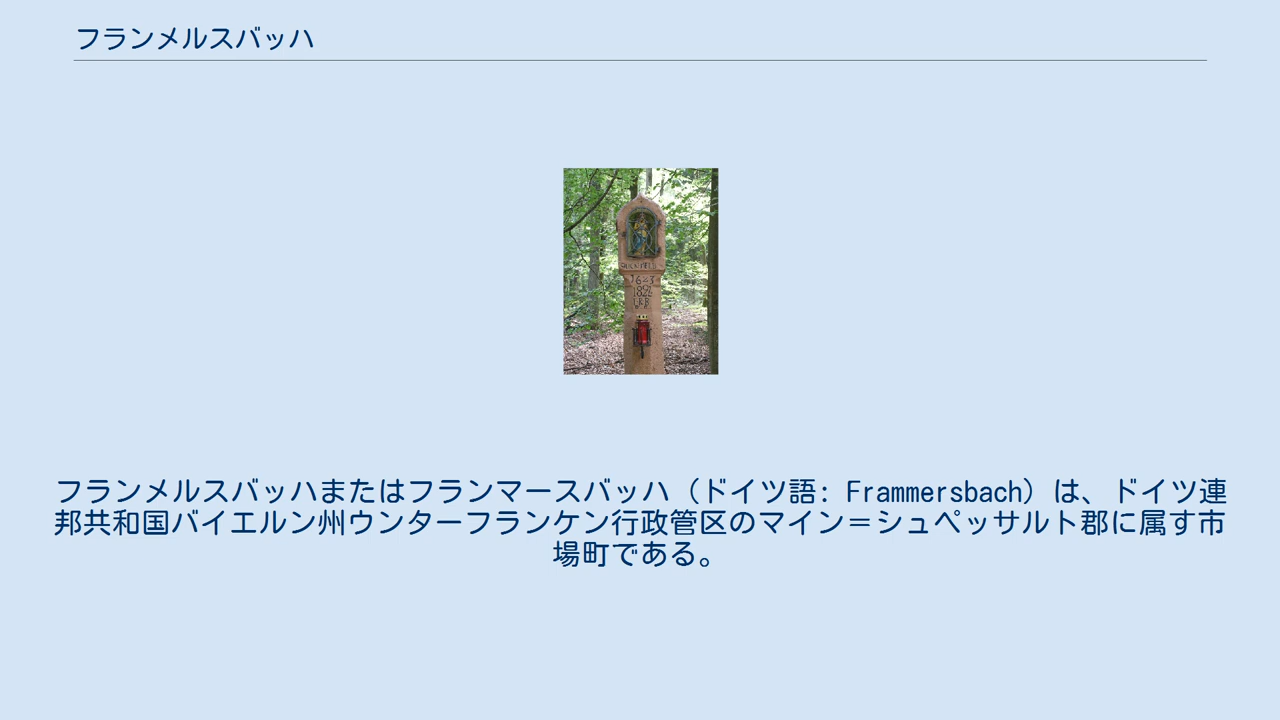 フランメルスバッハ
1822
フランメルスバッハまたはフランマースバッハ（ドイツ語: Frammersbach）は、ドイツ連
邦共和国バイエルン州ウンターフランケン行政管区のマイン＝シュペッサルト郡に属す市
場町である。